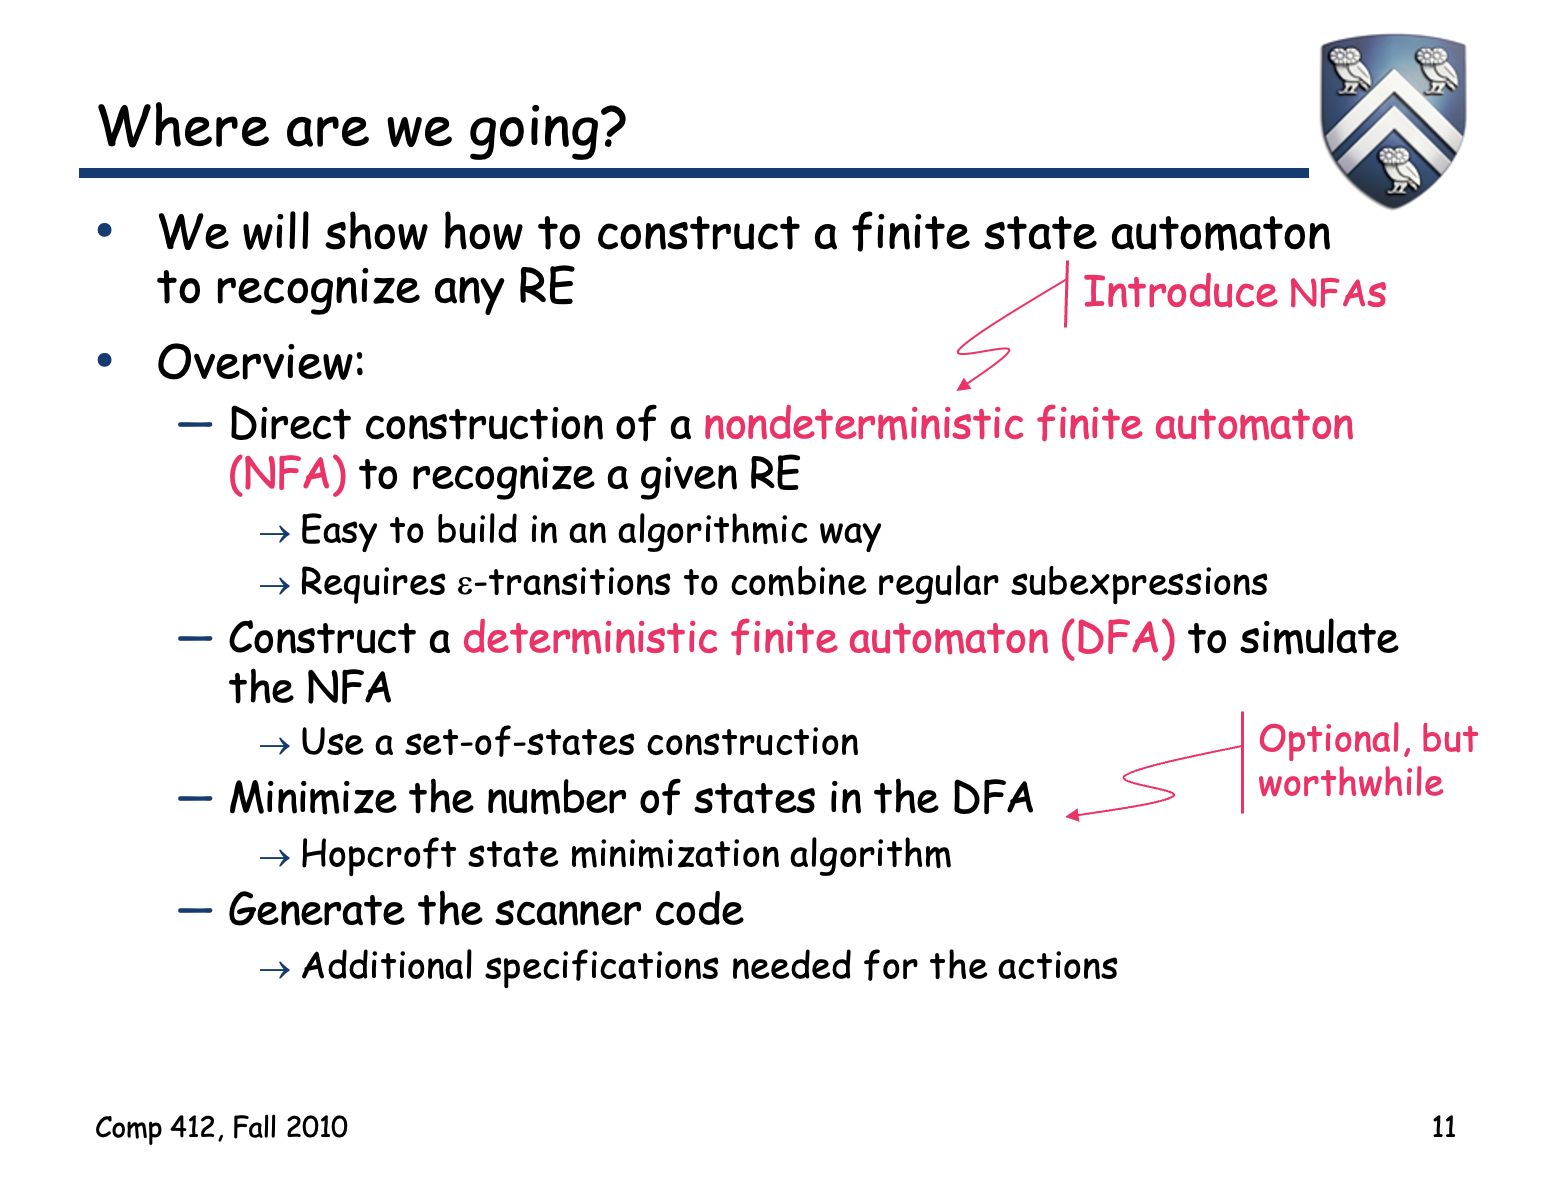 Where are we going?
• We will show how to construct a finite state automaton
to recognize any RE
Introduce NFAs
• Overview:
— Direct construction of a nondeterministic finite automaton
(NFA) to recognize a given RE
→ Easy to build in an algorithmic way
→ Requires ε-transitions to combine regular subexpressions
— Construct a deterministic finite automaton (DFA) to simulate
the NFA
→ Use a set-of-states construction
Optional, but
worthwhile
— Minimize the number of states in the DFA
→ Hopcroft state minimization algorithm
— Generate the scanner code
→ Additional specifications needed for the actions
Comp 412, Fall 2010
11